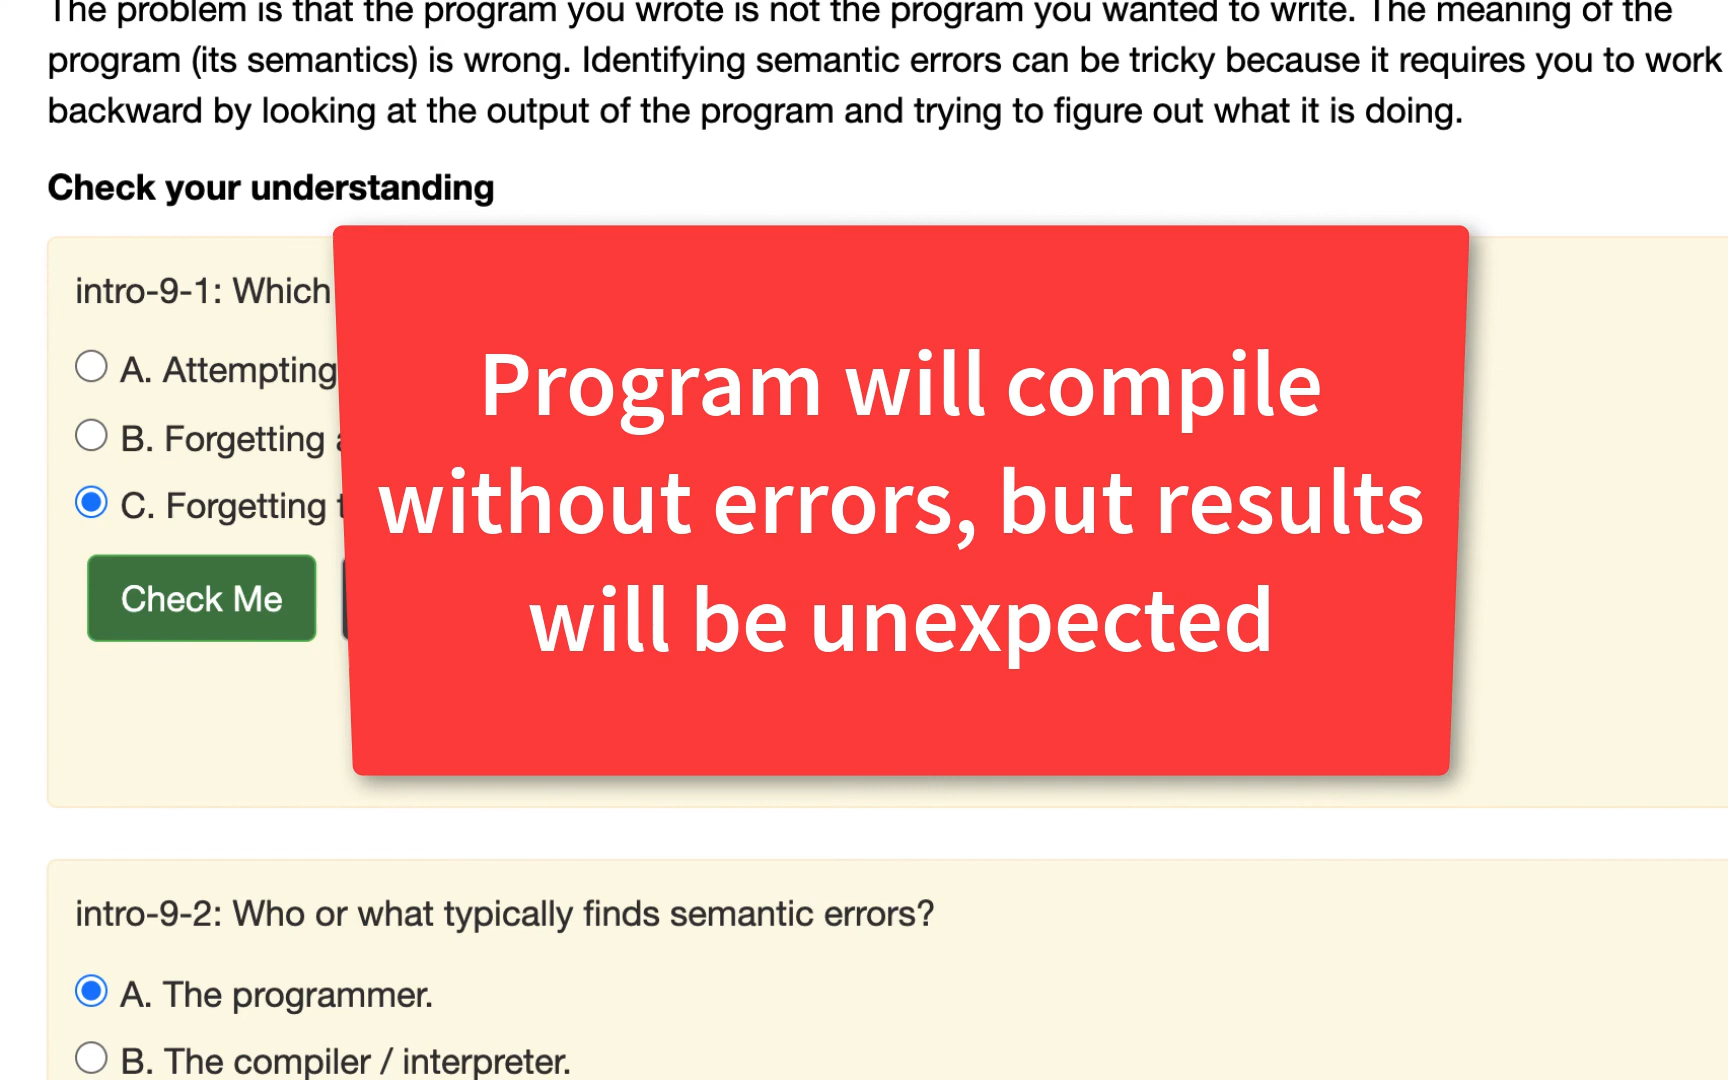 The problem is that the program you wrote is not the program you wanted to write. The meaning of the
program (its semantics) is wrong. Identifying semantic errors can be tricky because it requires you to work
backward by looking at the output of the program and trying to figure out what it is doing.
Check your understanding
intro-9-1: Which
A. Attempting
B. Forgetting
C. Forgetting
Check Me
Program will compile
without errors, but results
will be unexpected
intro-9-2: Who or what typically finds semantic errors?
A. The programmer.
B. The compiler / interpreter.